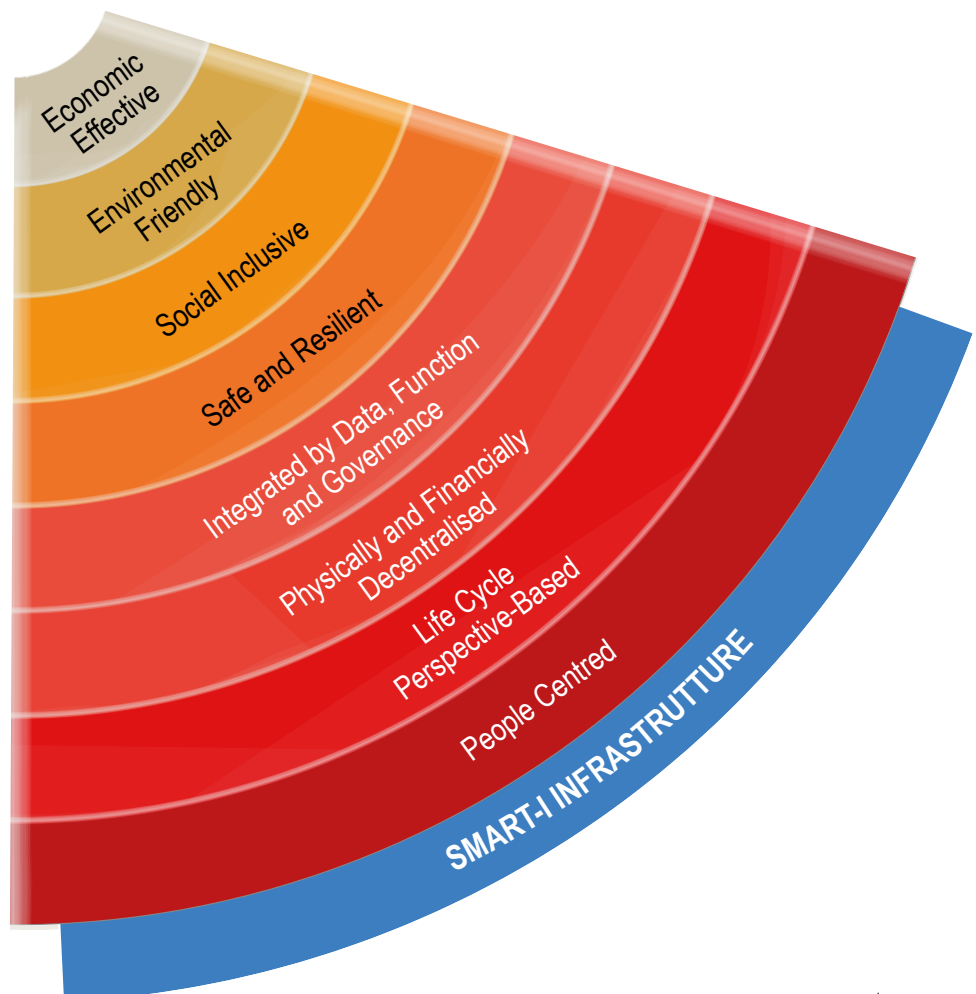 Economic
Effective
Environmental
Friendly
Social Inclusive
Safe and Resilient
Integrated by Data, Function
and Governance
Physically and Financially
Decentralised
Life Cycle
Perspective-Based
People Centred
SMART-I INFRASTRUTTURE